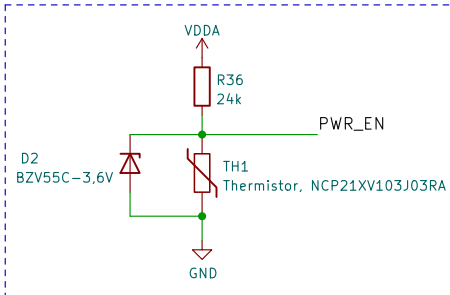 VDDA
R36
24k
PWR_EN
D2
BZV55C-3,6V
TH1
Thermistor, NCP21XV103J03RA
GND